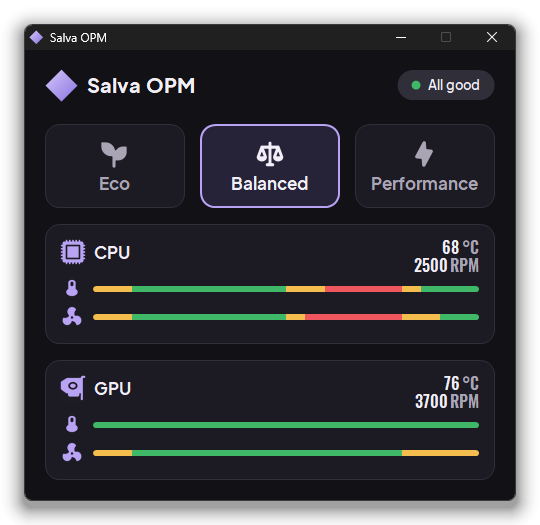 Salva OPM
Salva OPM
All good
Eco
Balanced
Performance
CPU
68 °C
2500 RPM
GPU
76 °C
3700 RPM